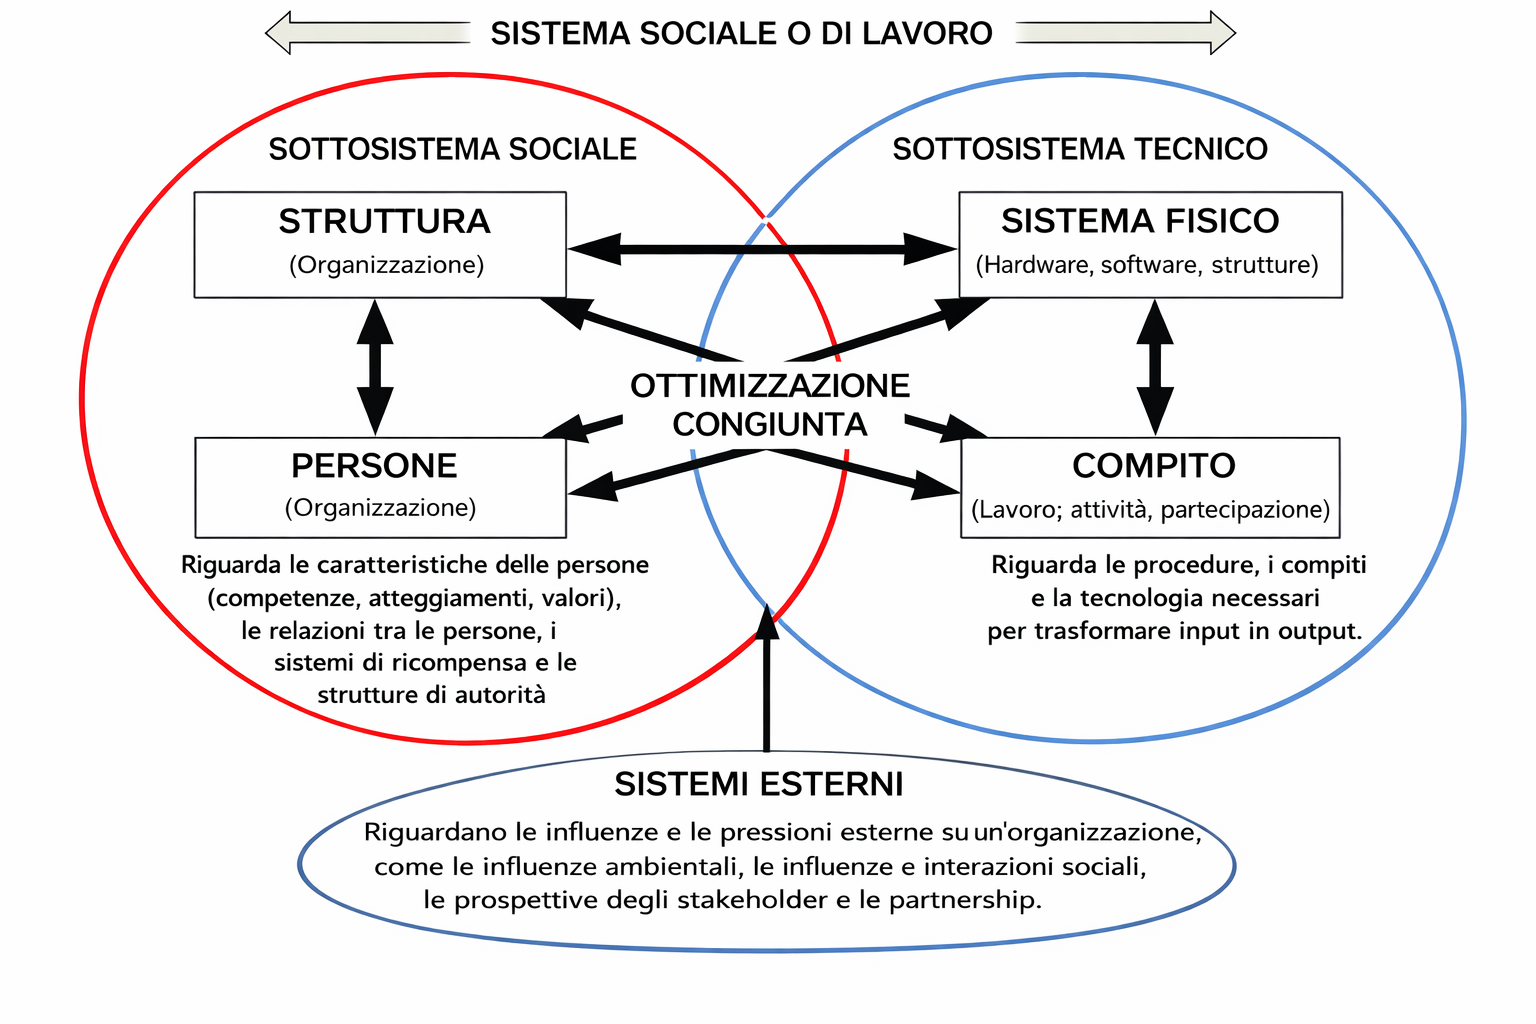 SISTEMA SOCIALE O DI LAVORO
SOTTOSISTEMA SOCIALE
SOTTOSISTEMA TECNICO
STRUTTURA
(Organizzazione)
SISTEMA FISICO
(Hardware, software, strutture)
OTTIMIZZAZIONE
CONGIUNTA
PERSONE
(Organizzazione)
COMPITO
(Lavoro; attività, partecipazione)
Riguarda le caratteristiche delle persone
(competenze, atteggiamenti, valori),
le relazioni tra le persone, i
sistemi di ricompensa e le
strutture di autorità
Riguarda le procedure, i compiti
e la tecnologia necessari
per trasformare input in output.
SISTEMI ESTERNI
Riguardano le influenze e le pressioni esterne su un'organizzazione,
come le influenze ambientali, le influenze e interazioni sociali,
le prospettive degli stakeholder e le partnership.